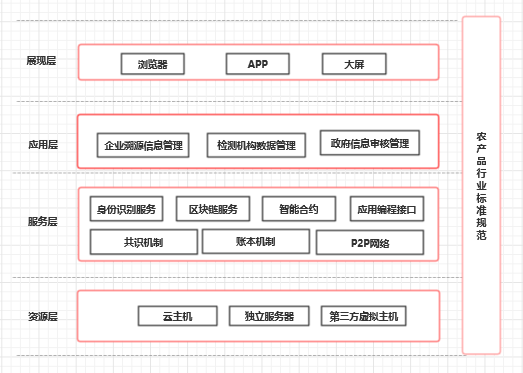 展现层
浏览器
APP
大屏
应用层
企业溯源信息管理
检测机构数据管理
政府信息审核管理
服务层
身份识别服务
区块链服务
智能合约
应用编程接口
共识机制
账本机制
P2P网络
资源层
云主机
独立服务器
第三方虚拟主机
农产品行业标准规范